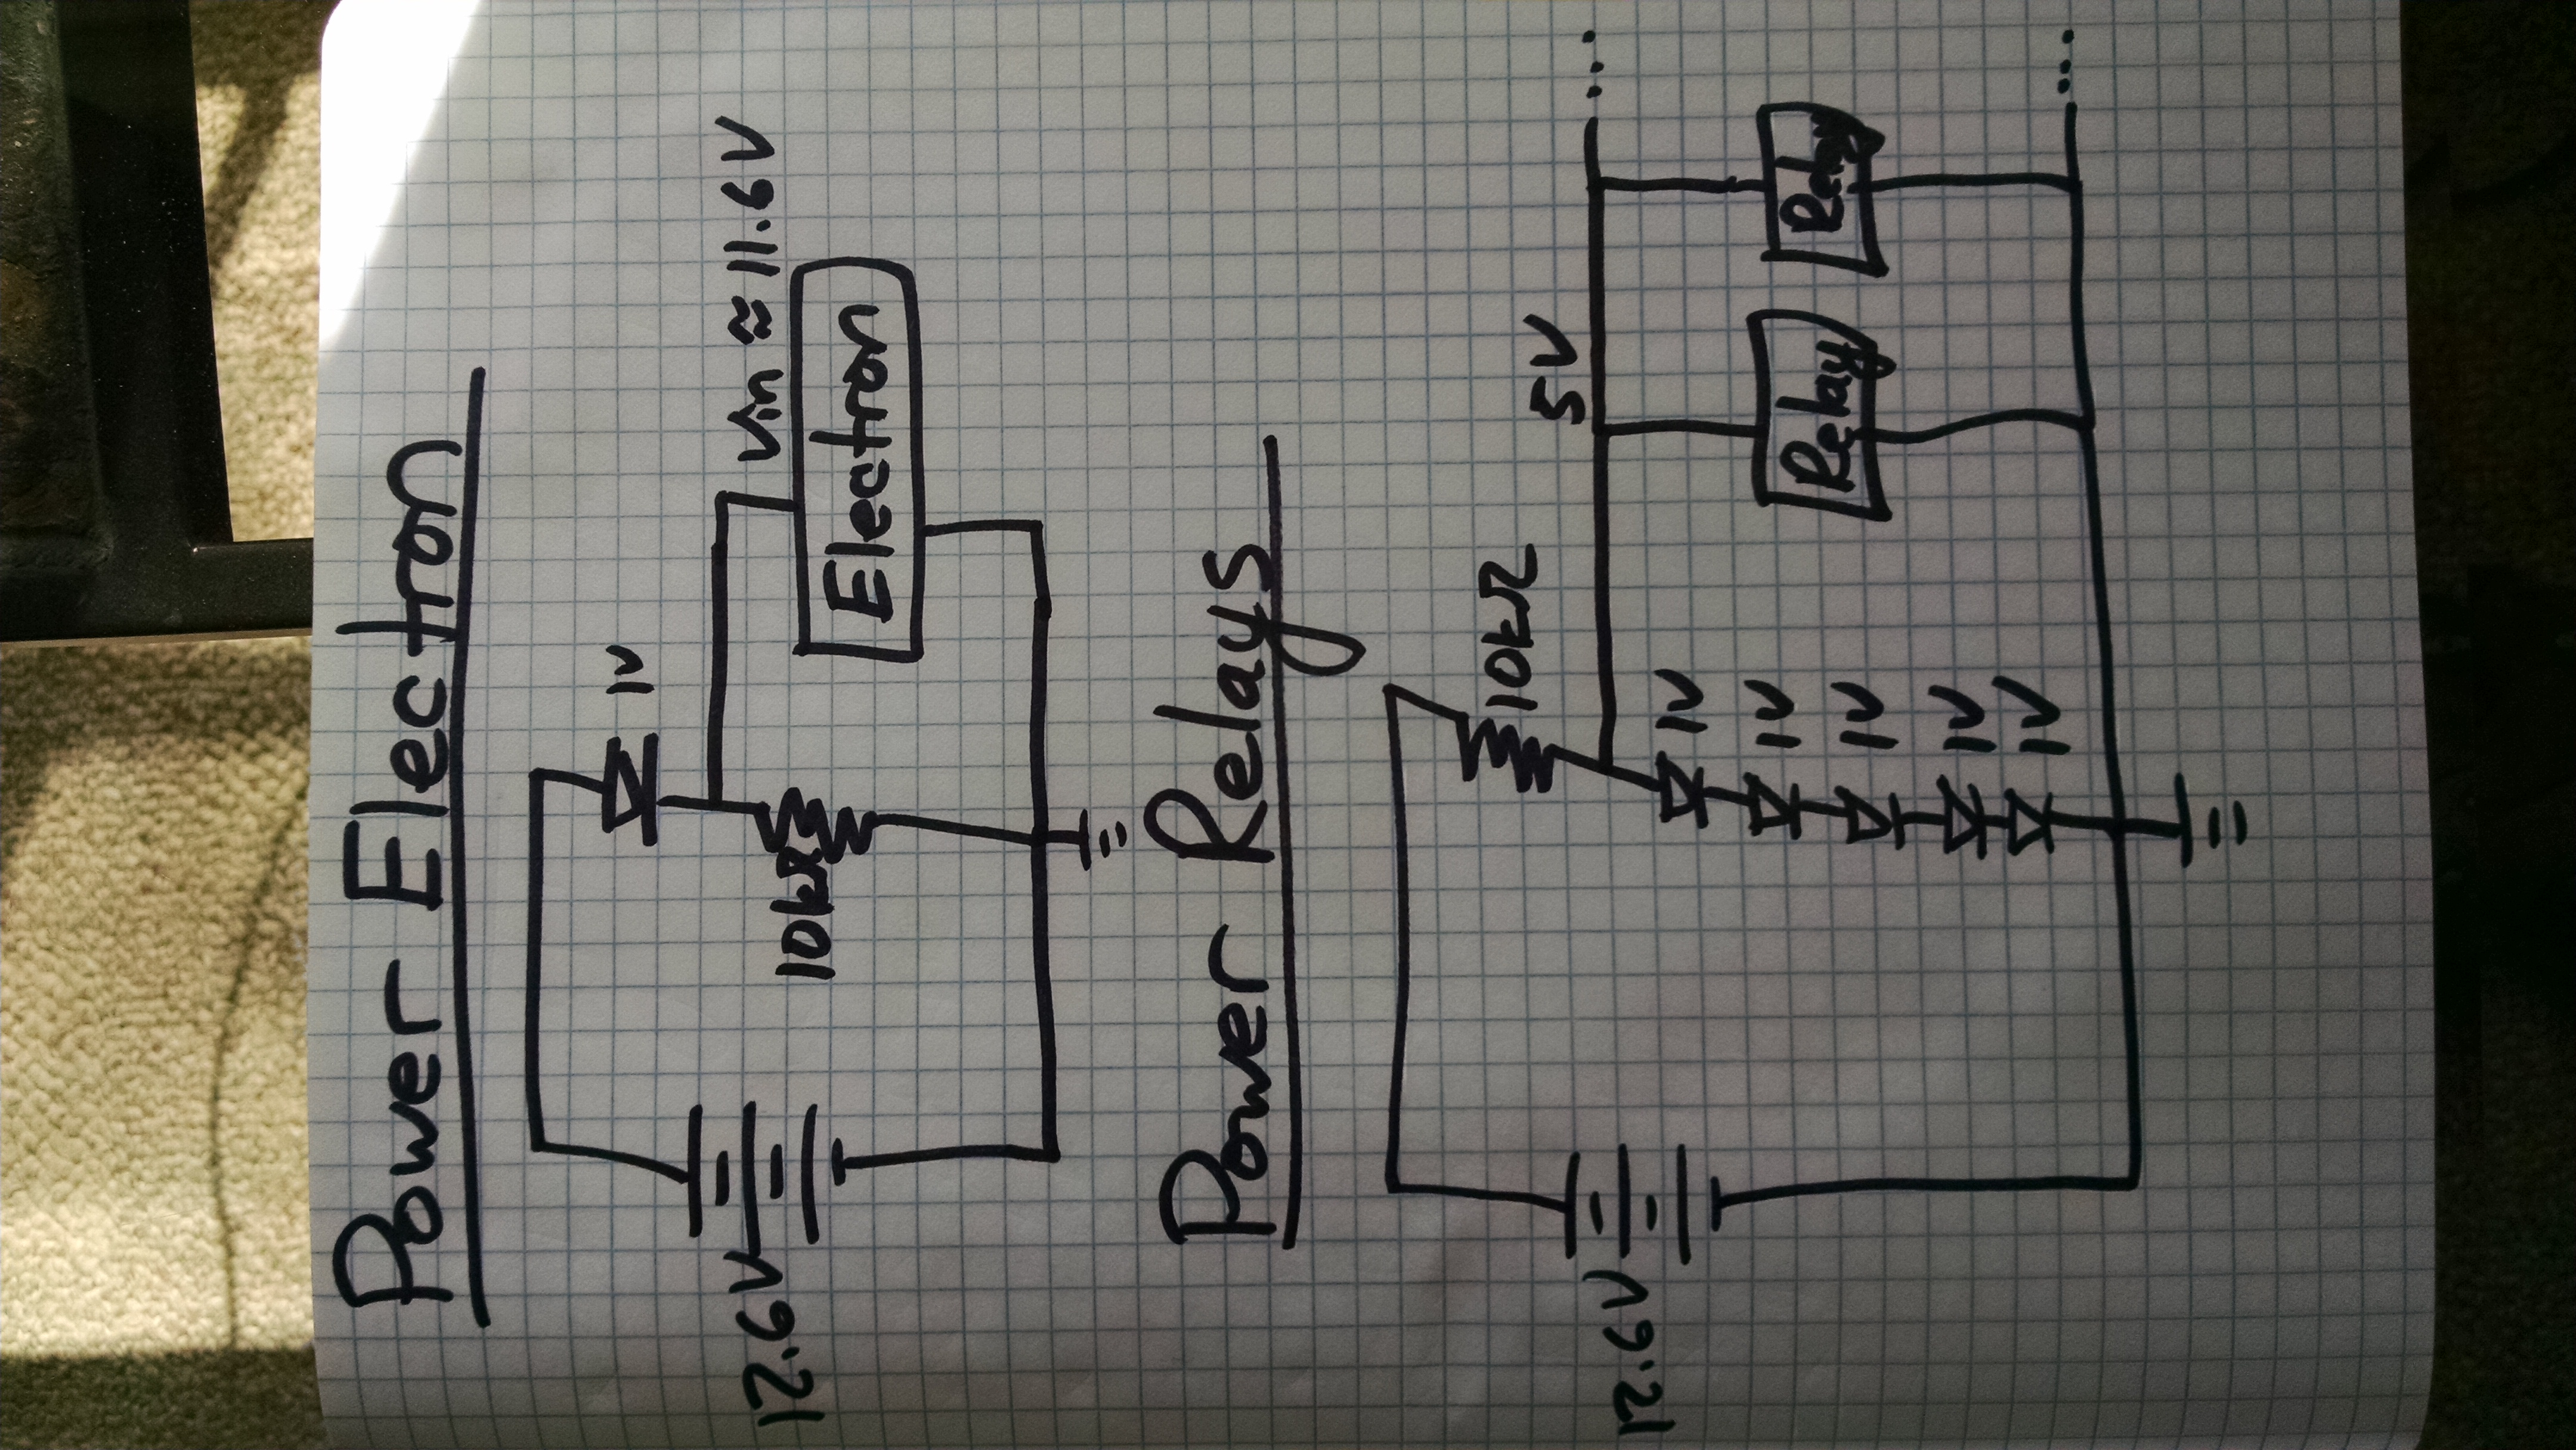 Power Electron
1V
Vin ≈ 11.6V
12.6V
10kΩ
Electron
Power Relays
10kΩ
5V
12.6V
1V
1V
1V
1V
1V
Relay
Relay